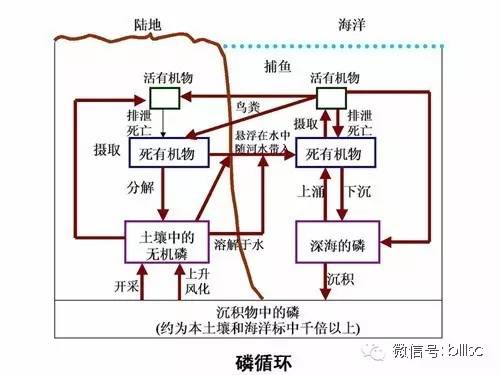 陆地
海洋
捕鱼
活有机物
活有机物
鸟粪
排泄
死亡
摄取
排泄
死亡
摄取
悬浮在水中
随河水带入
死有机物
死有机物
分解
上涌
下沉
土壤中的
无机磷
溶解于水
深海的磷
开采
上升
风化
沉积
沉积物中的磷
(约为本土壤和海洋标中千倍以上)
磷循环
微信号: blllsc